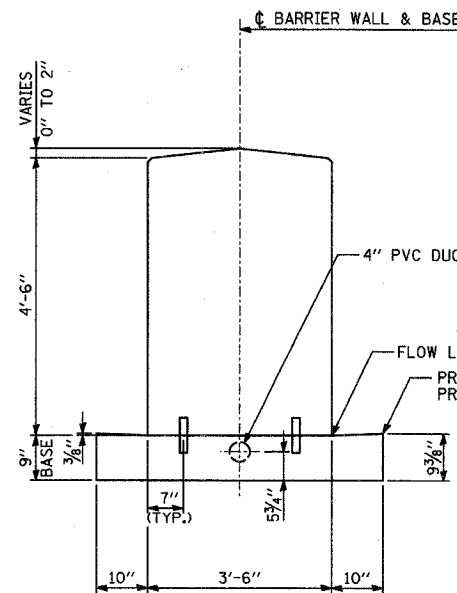 ℄ BARRIER WALL & BASE
VARIES
0" TO 2"
4'-6"
4" PVC DUC
FLOW L
PR
PR
3/8"
9"
BASE
9 3/8"
5 3/4"
7"
(TYP.)
10"
3'-6"
10"